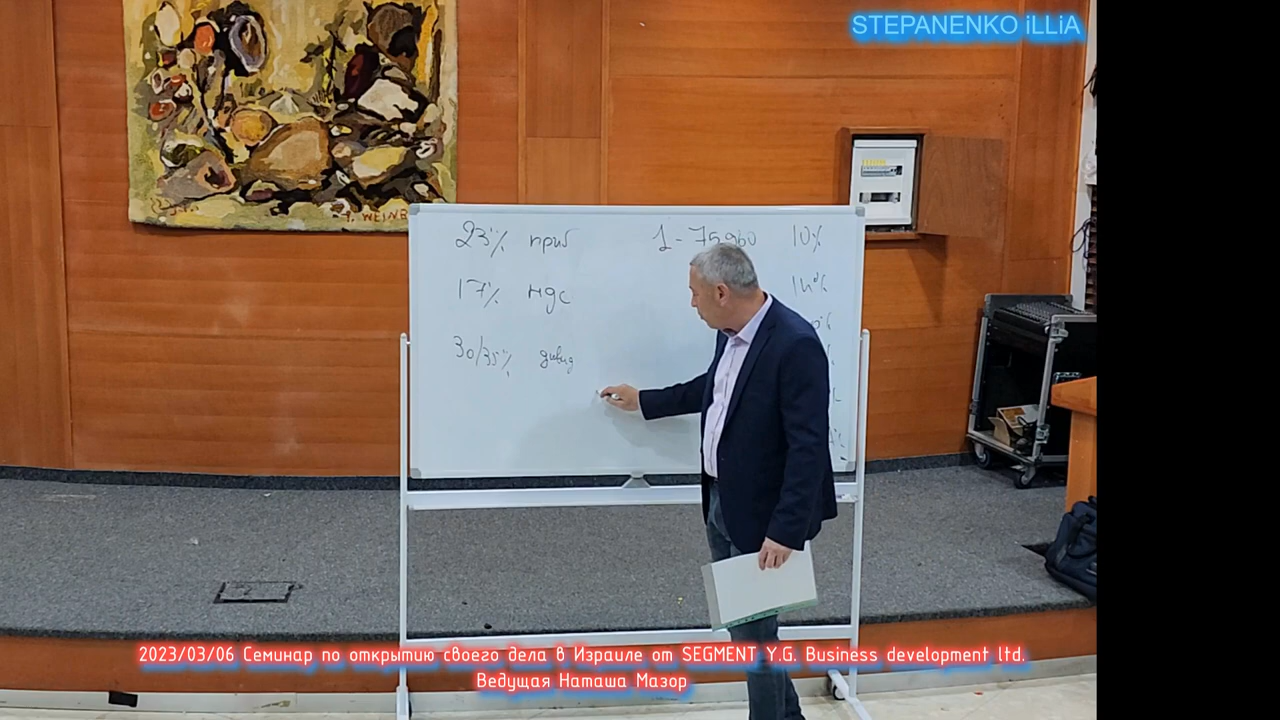 STEPANENKO iLLiA
23% приб
1 - 75960 10%
17% НДС
14%
30/35% дивид
2023/03/06 Семинар по открытию своего дела в Израиле от SEGMENT Y.G. Business development ltd.
Ведущая Наташа Мазор